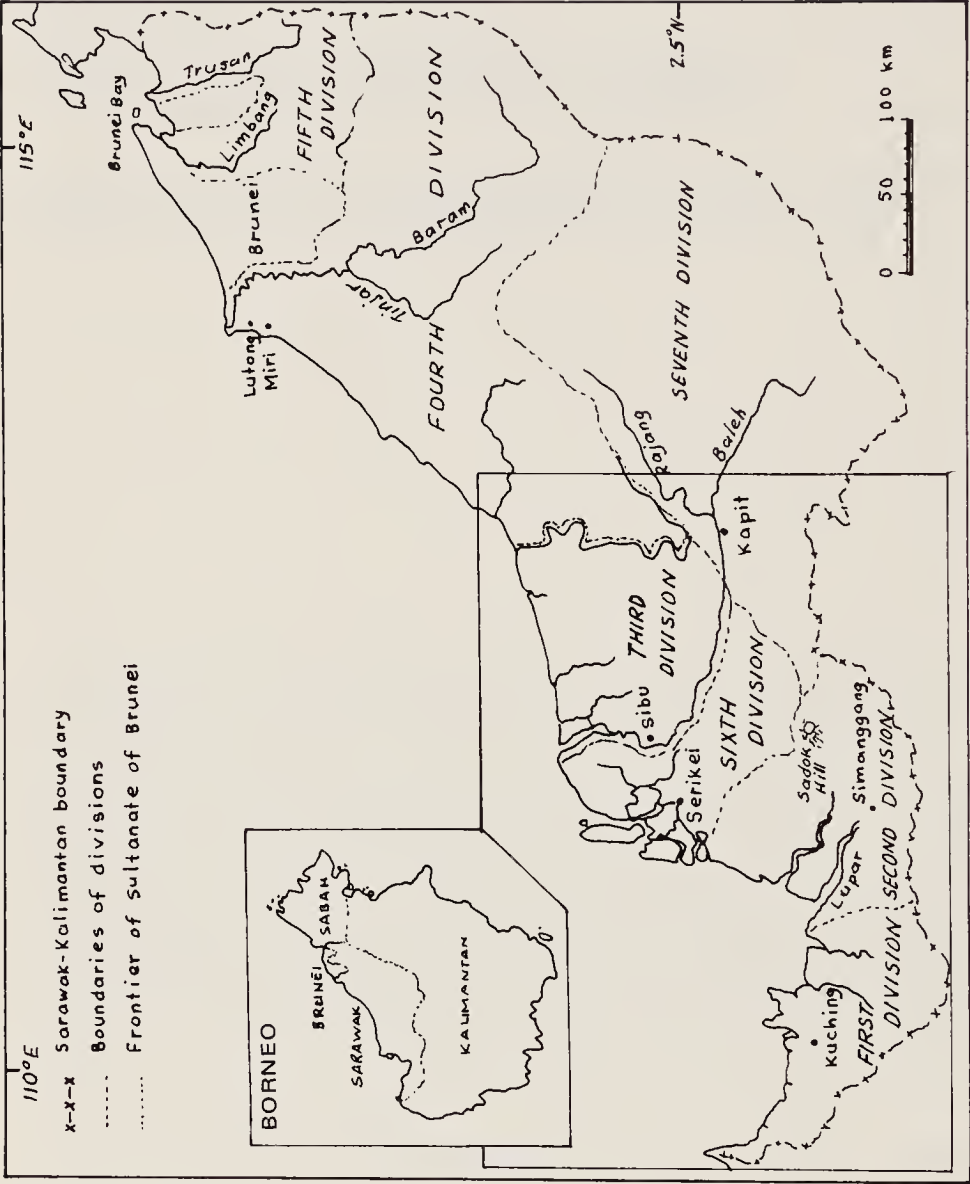 110°E
115°E
x-x-x Sarawak-Kalimantan boundary
Boundaries of divisions
Frontier of sultanate of Brunei
BORNEO
BRUNEI
SABAH
SARAWAK
KALIMANTAN
Brunei Bay
Trusan
Limbang
FIFTH
DIVISION
Brunei
Lutong
Miri
Baram
Tinjar
FOURTH
DIVISION
2.5°N
SEVENTH DIVISION
Rajang
Baleh
Kapit
THIRD
DIVISION
Sibu
Serikei
SIXTH
DIVISION
Sadok
Hill
Simanggang
Lupar
SECOND DIVISION
Kuching
FIRST
DIVISION
0 50 100 km